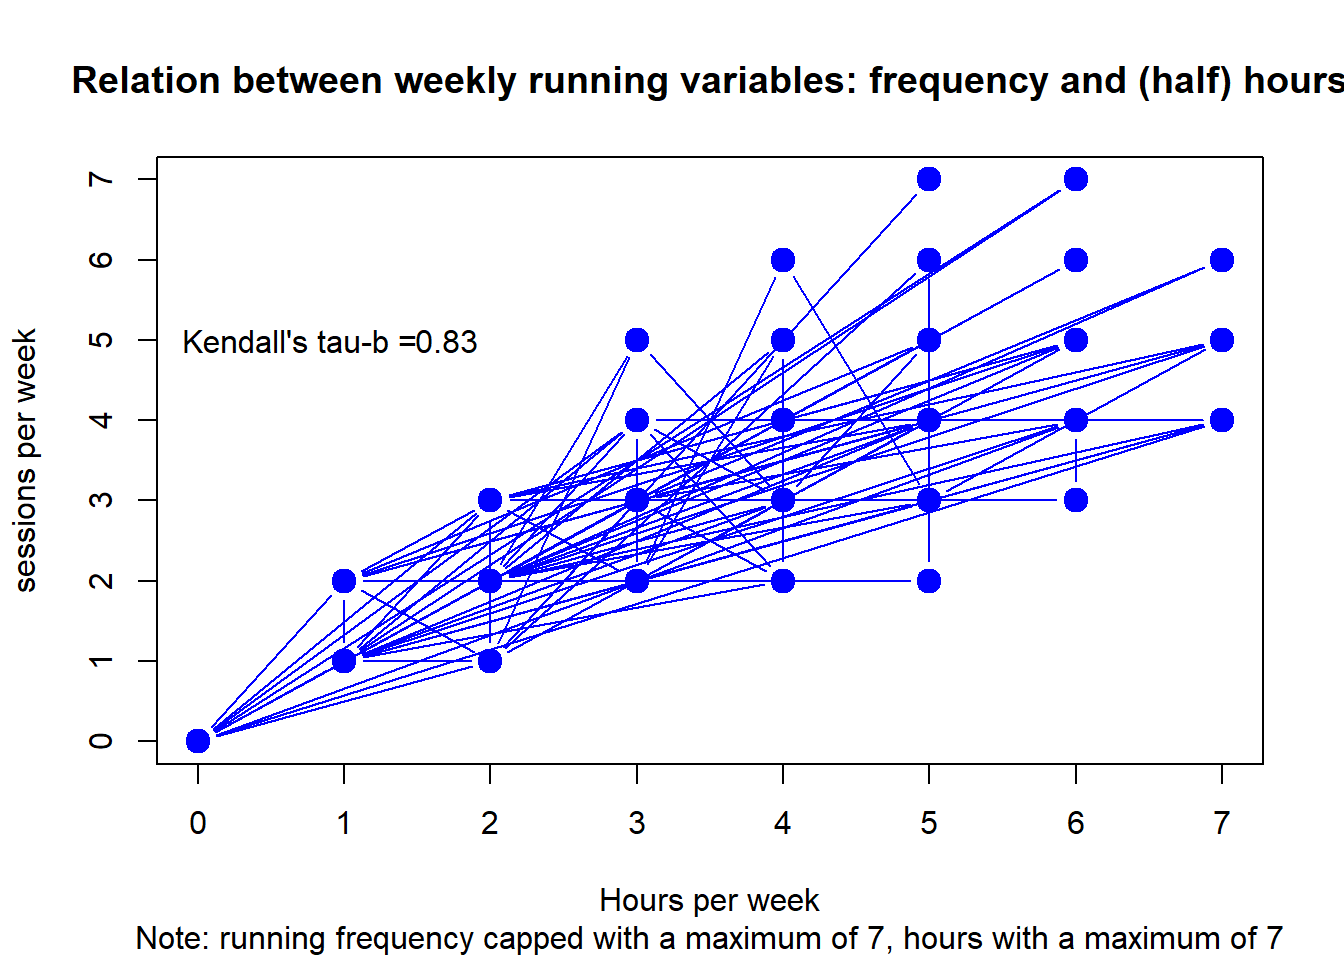 Relation between weekly running variables: frequency and (half) hours
7
6
5
4
3
2
1
0
sessions per week
Kendall's tau-b =0.83
0 1 2 3 4 5 6 7
Hours per week
Note: running frequency capped with a maximum of 7, hours with a maximum of 7